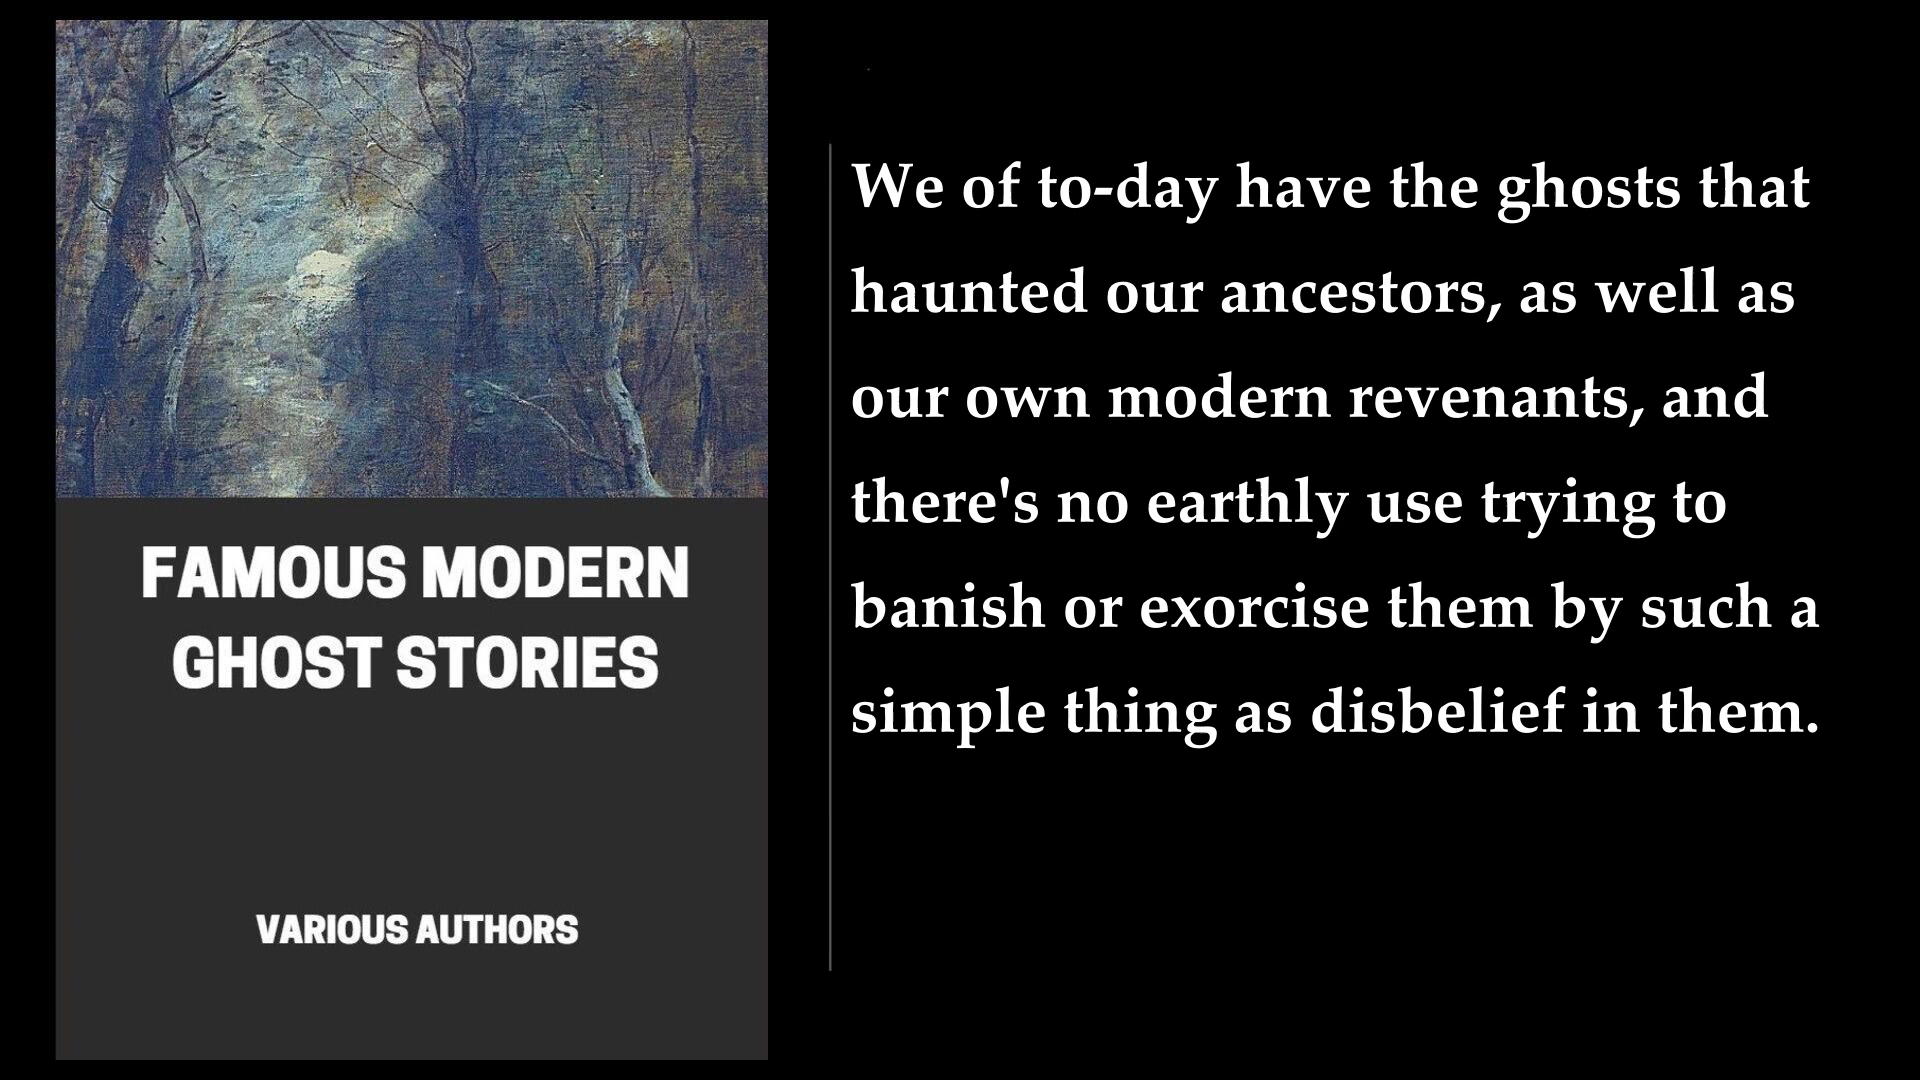 FAMOUS MODERN
GHOST STORIES
VARIOUS AUTHORS
We of to-day have the ghosts that
haunted our ancestors, as well as
our own modern revenants, and
there's no earthly use trying to
banish or exorcise them by such a
simple thing as disbelief in them.